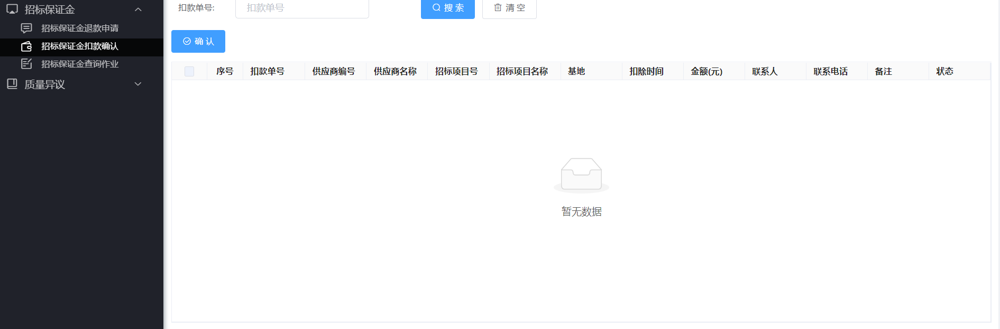 招标保证金
招标保证金退款申请
招标保证金扣款确认
招标保证金查询作业
质量异议
扣款单号: 扣款单号 搜索 清空
确认
序号 扣款单号 供应商编号 供应商名称 招标项目号 招标项目名称 基地 扣除时间 金额(元) 联系人 联系电话 备注 状态
暂无数据